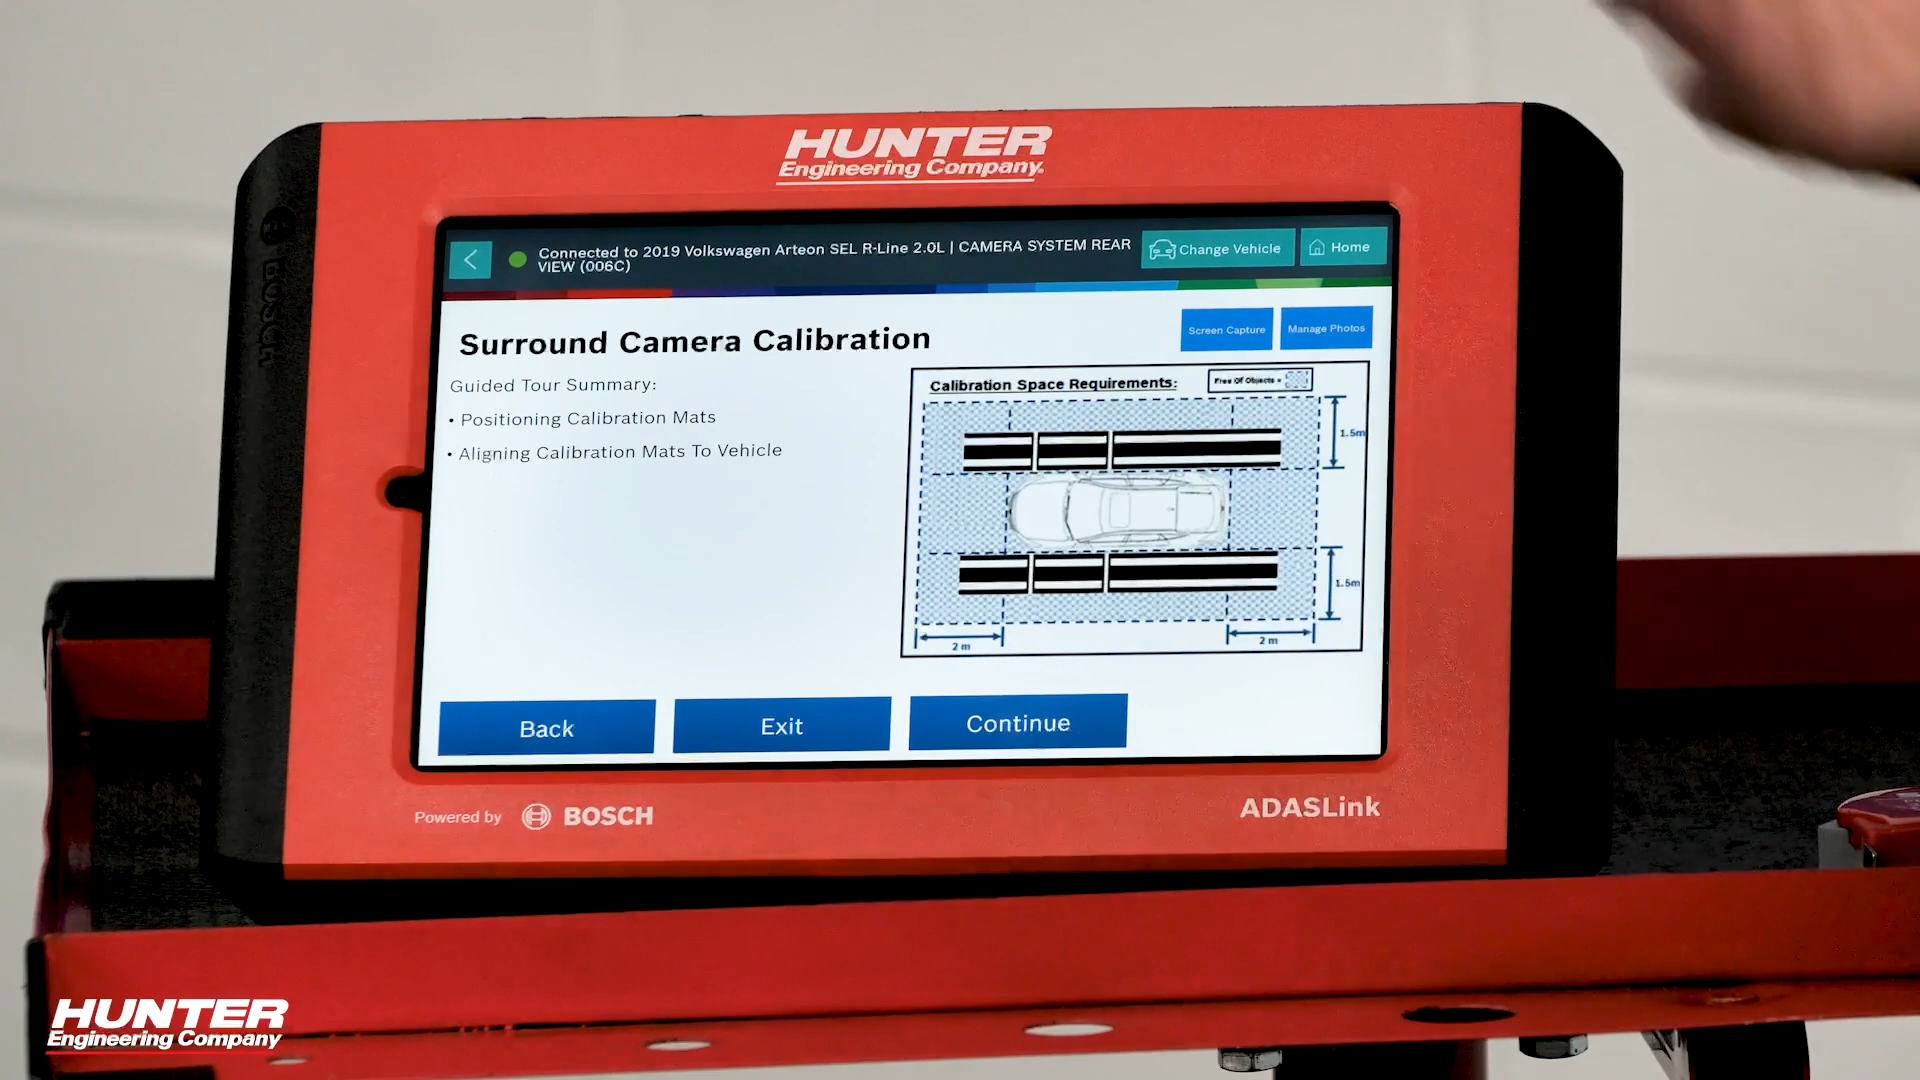 HUNTER
Engineering Company
BOSCH
Connected to 2019 Volkswagen Arteon SEL R-Line 2.0L | CAMERA SYSTEM REAR
VIEW (006C)
Change Vehicle
Home
Surround Camera Calibration
Screen Capture
Manage Photos
Guided Tour Summary:
• Positioning Calibration Mats
• Aligning Calibration Mats To Vehicle
Calibration Space Requirements:
Free Of Objects =
1.5m
1.5m
2 m
2 m
Back
Exit
Continue
Powered by BOSCH
ADASLink
HUNTER
Engineering Company